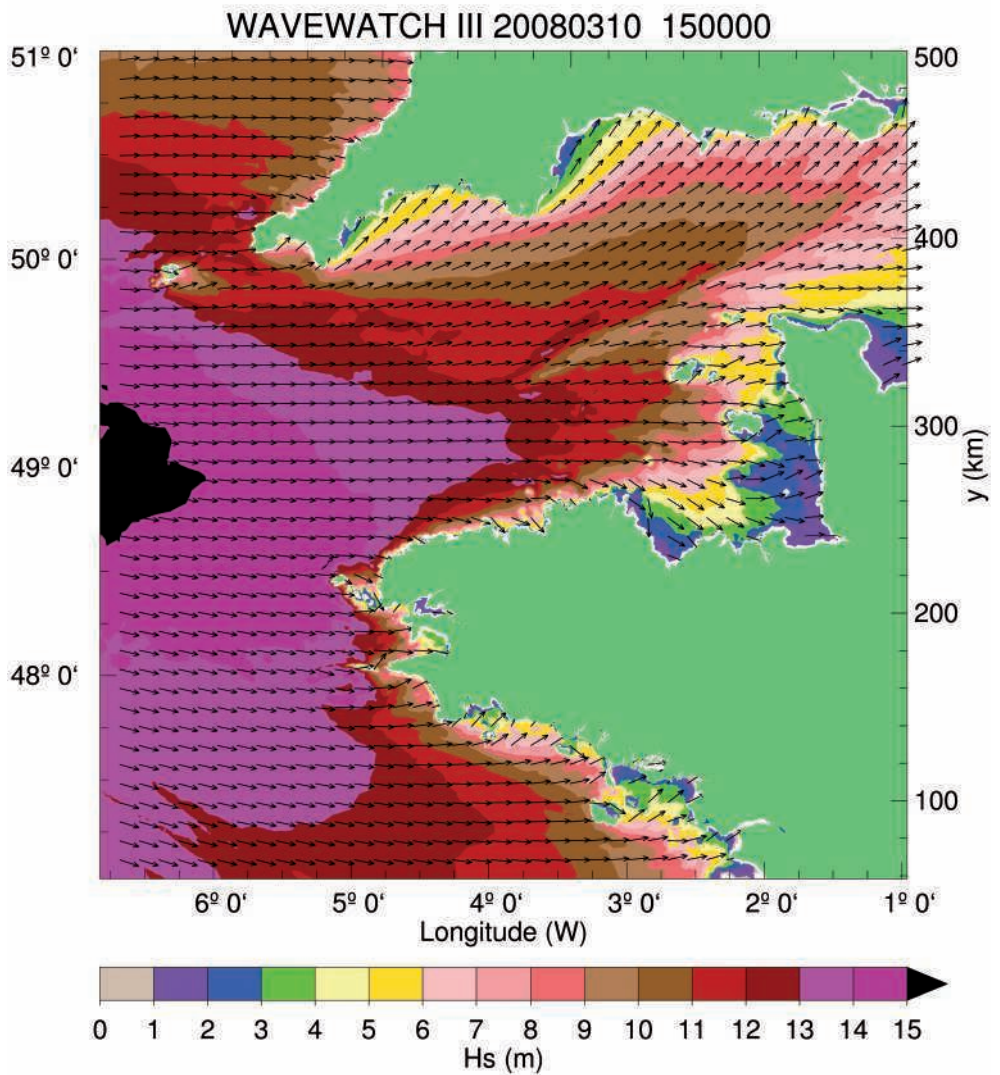 WAVEWATCH III 20080310 150000
51º 0‘
50º 0‘
49º 0‘
48º 0‘
500
400
300
200
100
y (km)
6º 0‘ 5º 0‘ 4º 0‘ 3º 0‘ 2º 0‘ 1º 0‘
Longitude (W)
0 1 2 3 4 5 6 7 8 9 10 11 12 13 14 15
Hs (m)